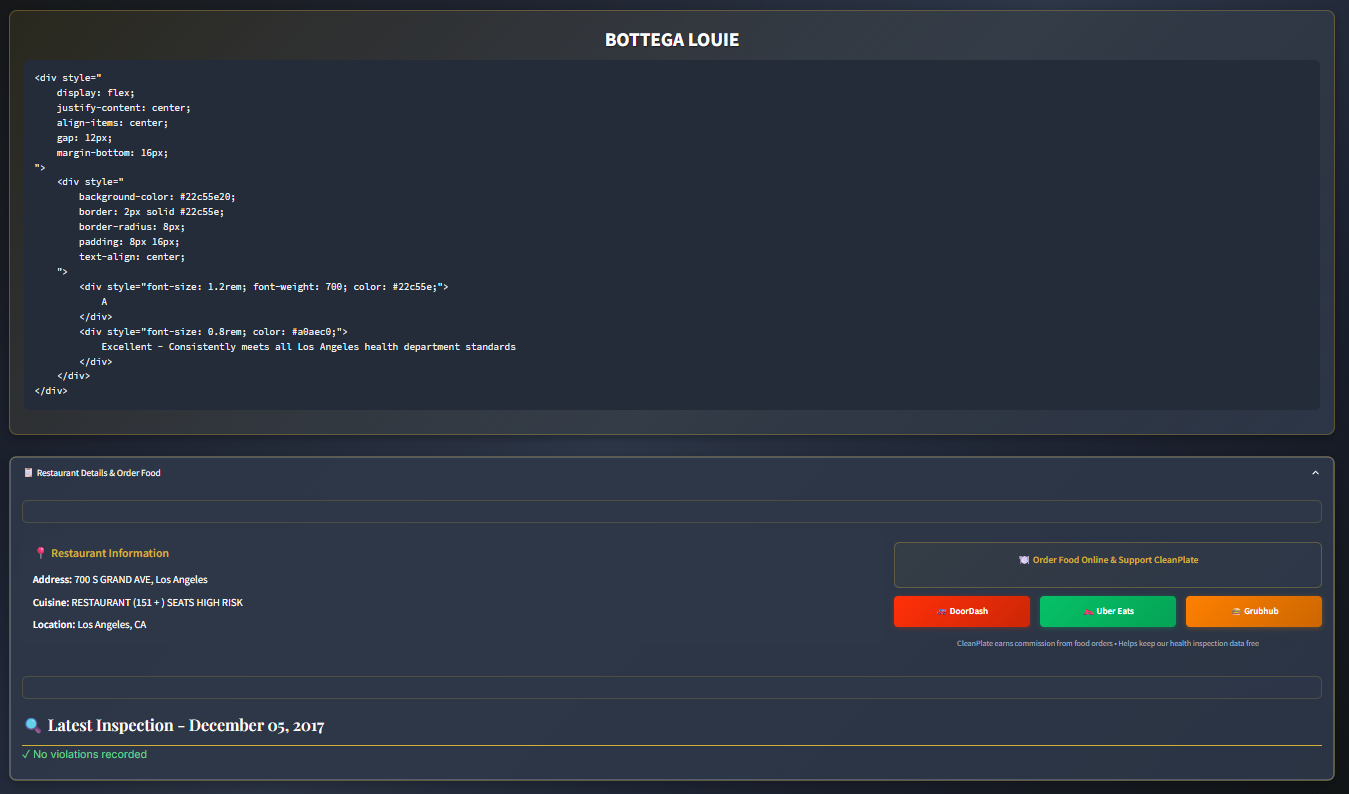 BOTTEGA LOUIE
<div style="
    display: flex;
    justify-content: center;
    align-items: center;
    gap: 12px;
    margin-bottom: 16px;
">
    <div style="
        background-color: #22c55e20;
        border: 2px solid #22c55e;
        border-radius: 8px;
        padding: 8px 16px;
        text-align: center;
    ">
        <div style="font-size: 1.2rem; font-weight: 700; color: #22c55e;">
            A
        </div>
        <div style="font-size: 0.8rem; color: #a0aec0;">
            Excellent - Consistently meets all Los Angeles health department standards
        </div>
    </div>
</div>
Restaurant Details & Order Food
Restaurant Information
Address: 700 S GRAND AVE, Los Angeles
Cuisine: RESTAURANT (151 + ) SEATS HIGH RISK
Location: Los Angeles, CA
Order Food Online & Support CleanPlate
DoorDash
Uber Eats
Grubhub
CleanPlate earns commission from food orders • Helps keep our health inspection data free
Latest Inspection - December 05, 2017
✓ No violations recorded